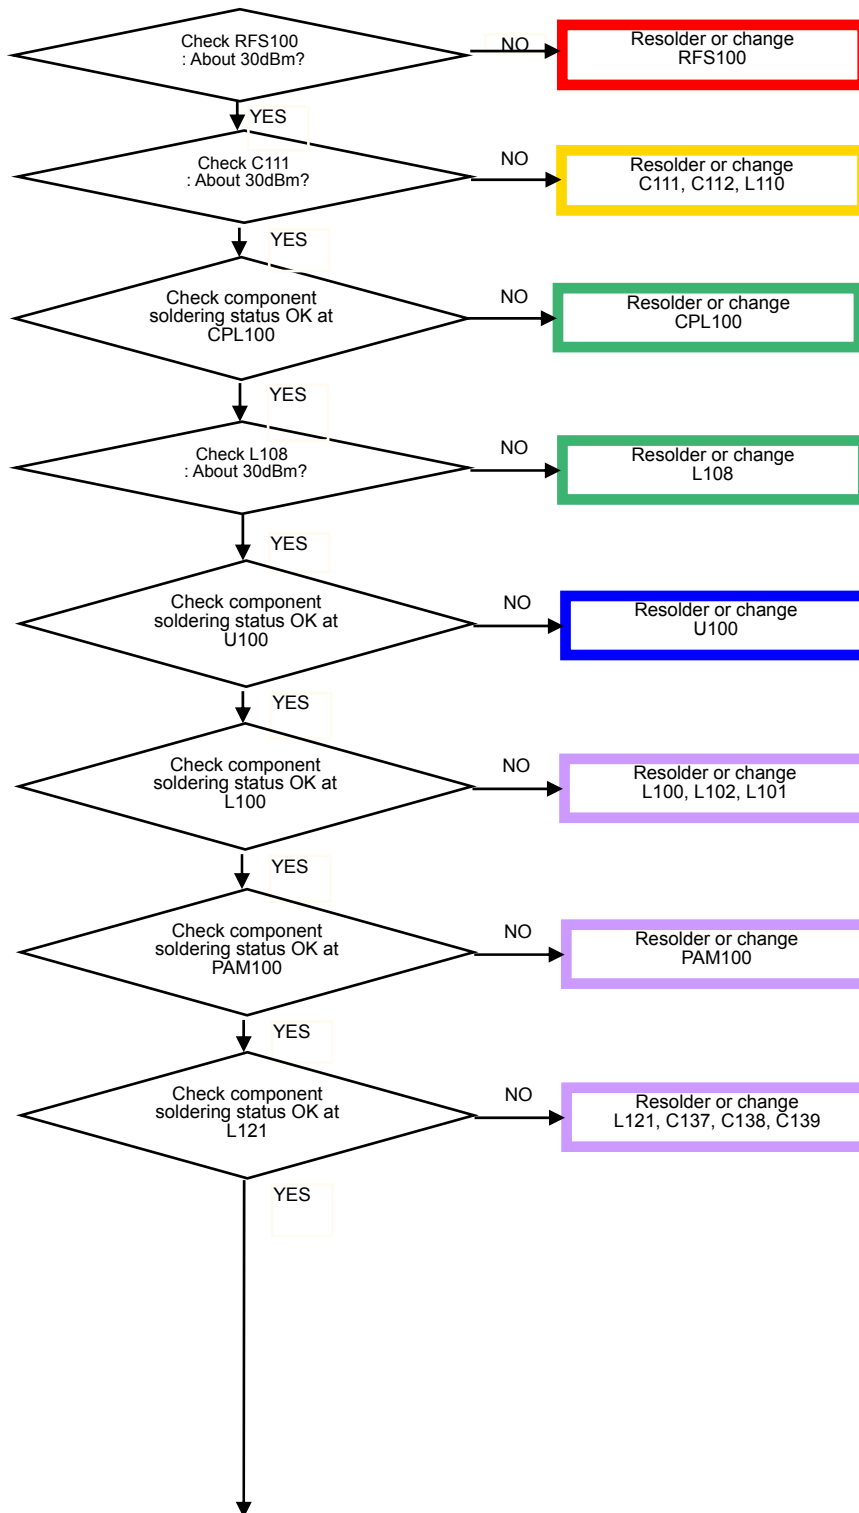 Check RFS100
: About 30dBm?
NO
Resolder or change
RFS100
YES
Check C111
: About 30dBm?
NO
Resolder or change
C111, C112, L110
YES
Check component
soldering status OK at
CPL100
NO
Resolder or change
CPL100
YES
Check L108
: About 30dBm?
NO
Resolder or change
L108
YES
Check component
soldering status OK at
U100
NO
Resolder or change
U100
YES
Check component
soldering status OK at
L100
NO
Resolder or change
L100, L102, L101
YES
Check component
soldering status OK at
PAM100
NO
Resolder or change
PAM100
YES
Check component
soldering status OK at
L121
NO
Resolder or change
L121, C137, C138, C139
YES